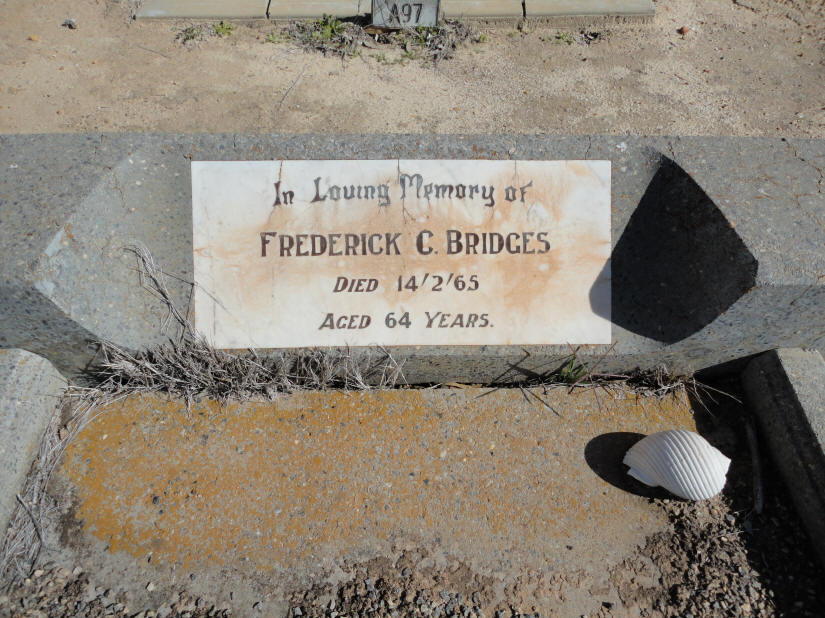 A97
In Loving Memory of
FREDERICK C. BRIDGES
DIED 14/2/65
AGED 64 YEARS.